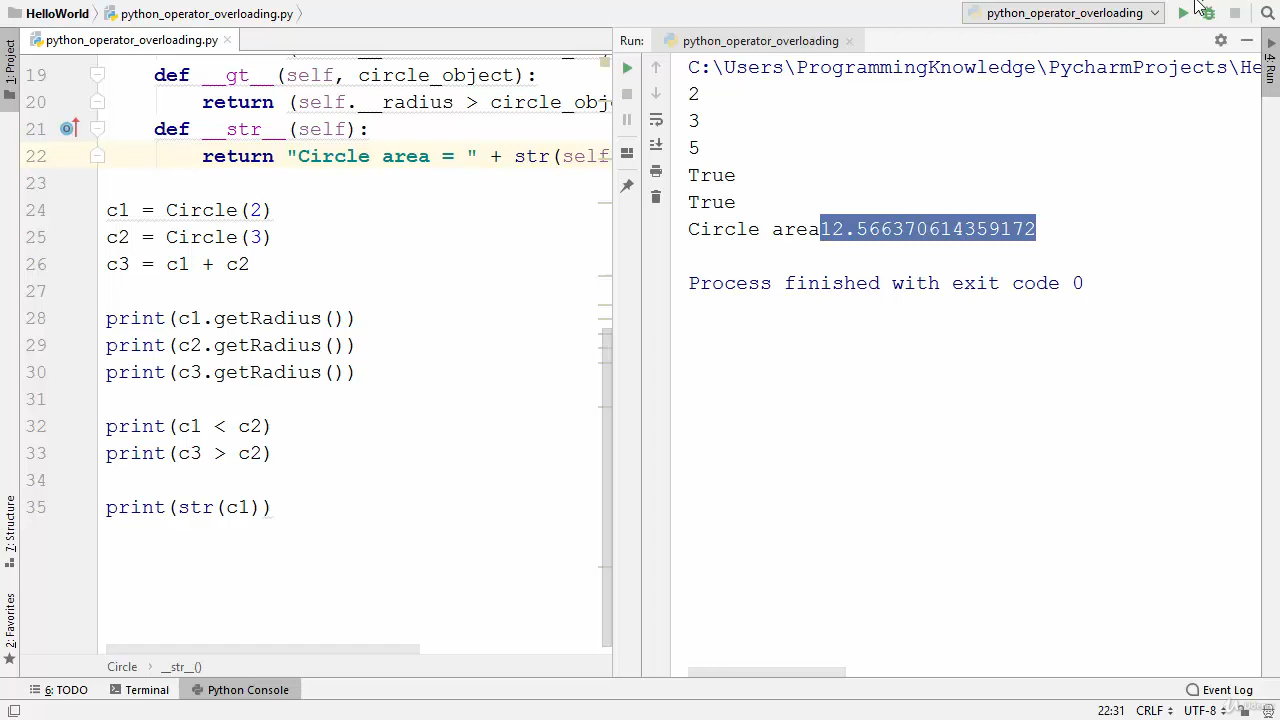 HelloWorld python_operator_overloading.py python_operator_overloading
python_operator_overloading.py
Run: python_operator_overloading
1: Project
4: Run
7: Structure
2: Favorites
19 def __gt__(self, circle_object):
20 return (self.__radius > circle_obj
21 def __str__(self):
22 return "Circle area = " + str(self
23
24 c1 = Circle(2)
25 c2 = Circle(3)
26 c3 = c1 + c2
27
28 print(c1.getRadius())
29 print(c2.getRadius())
30 print(c3.getRadius())
31
32 print(c1 < c2)
33 print(c3 > c2)
34
35 print(str(c1))
Circle __str__()
C:\Users\ProgrammingKnowledge\PycharmProjects\He
2
3
5
True
True
Circle area12.566370614359172
Process finished with exit code 0
6: TODO Terminal Python Console Event Log
22:31 CRLF UTF-8